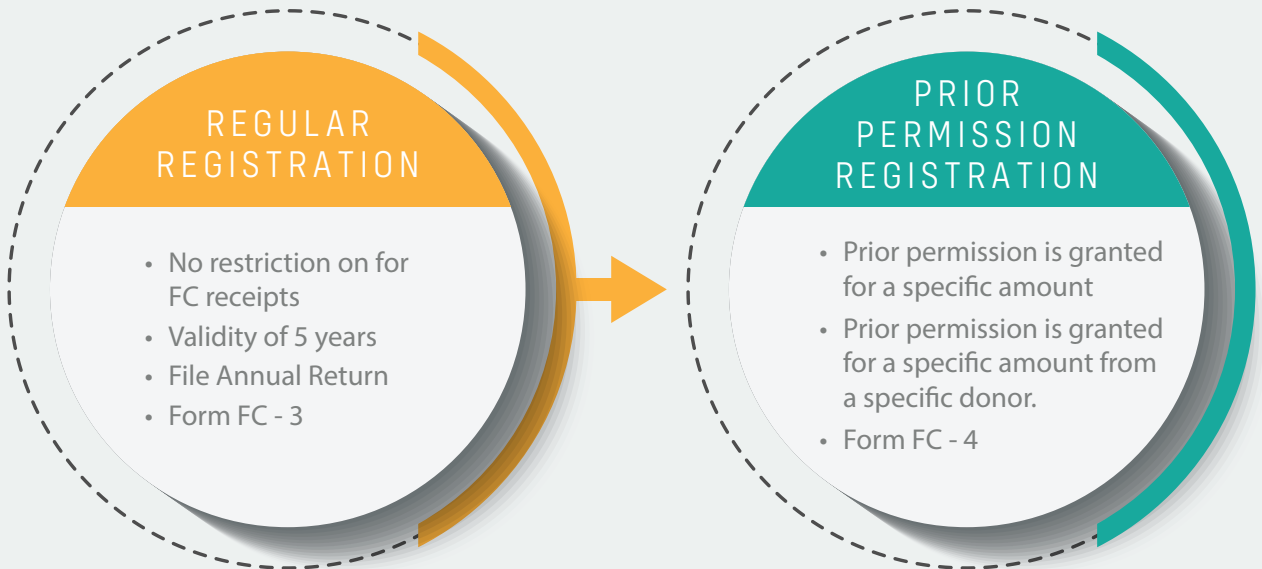 REGULAR
REGISTRATION
• No restriction on for
FC receipts
• Validity of 5 years
• File Annual Return
• Form FC - 3
PRIOR
PERMISSION
REGISTRATION
• Prior permission is granted
for a specific amount
• Prior permission is granted
for a specific amount from
a specific donor.
• Form FC - 4